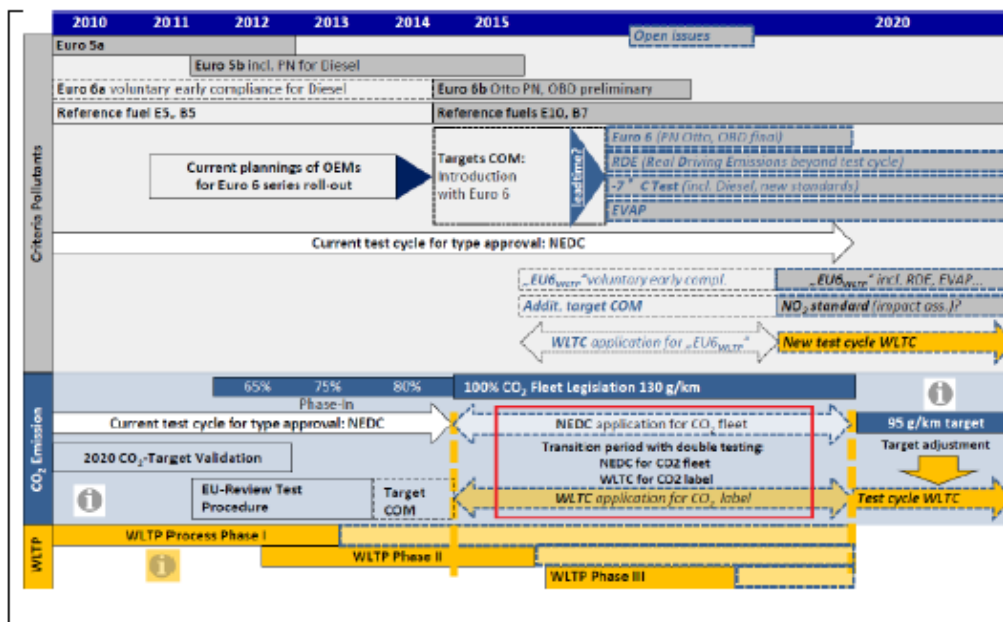 2010 2011 2012 2013 2014 2015 2020
Open issues
Criteria Pollutants
Euro 5a
Euro 5b incl. PN for Diesel
Euro 6a voluntary early compliance for Diesel
Euro 6b Otto PN, OBD preliminary
Reference fuel E5, B5
Reference fuels E10, B7
Current plannings of OEMs
for Euro 6 series roll-out
Targets COM:
Introduction
with Euro 6
leadtime?
Euro 6 (PN Otto, OBD final)
RDE (Real Driving Emissions beyond test cycle)
-7° C Test (incl. Diesel, new standards)
EVAP
Current test cycle for type approval: NEDC
„EU6WLTP“ voluntary early compl.
„EU6WLTP“ incl. RDE, EVAP...
Addit. target COM
NO2 standard (impact ass.)?
WLTC application for „EU6WLTP“
New test cycle WLTC
CO2 Emission
65% 75% 80%
Phase-In
100% CO2 Fleet Legislation 130 g/km
Current test cycle for type approval: NEDC
NEDC application for CO2 fleet
95 g/km target
Transition period with double testing:
NEDC for CO2 fleet
WLTC for CO2 label
Target adjustment
2020 CO2-Target Validation
EU-Review Test
Procedure
Target
COM
WLTC application for CO2 label
Test cycle WLTC
WLTP
WLTP Process Phase I
WLTP Phase II
WLTP Phase III